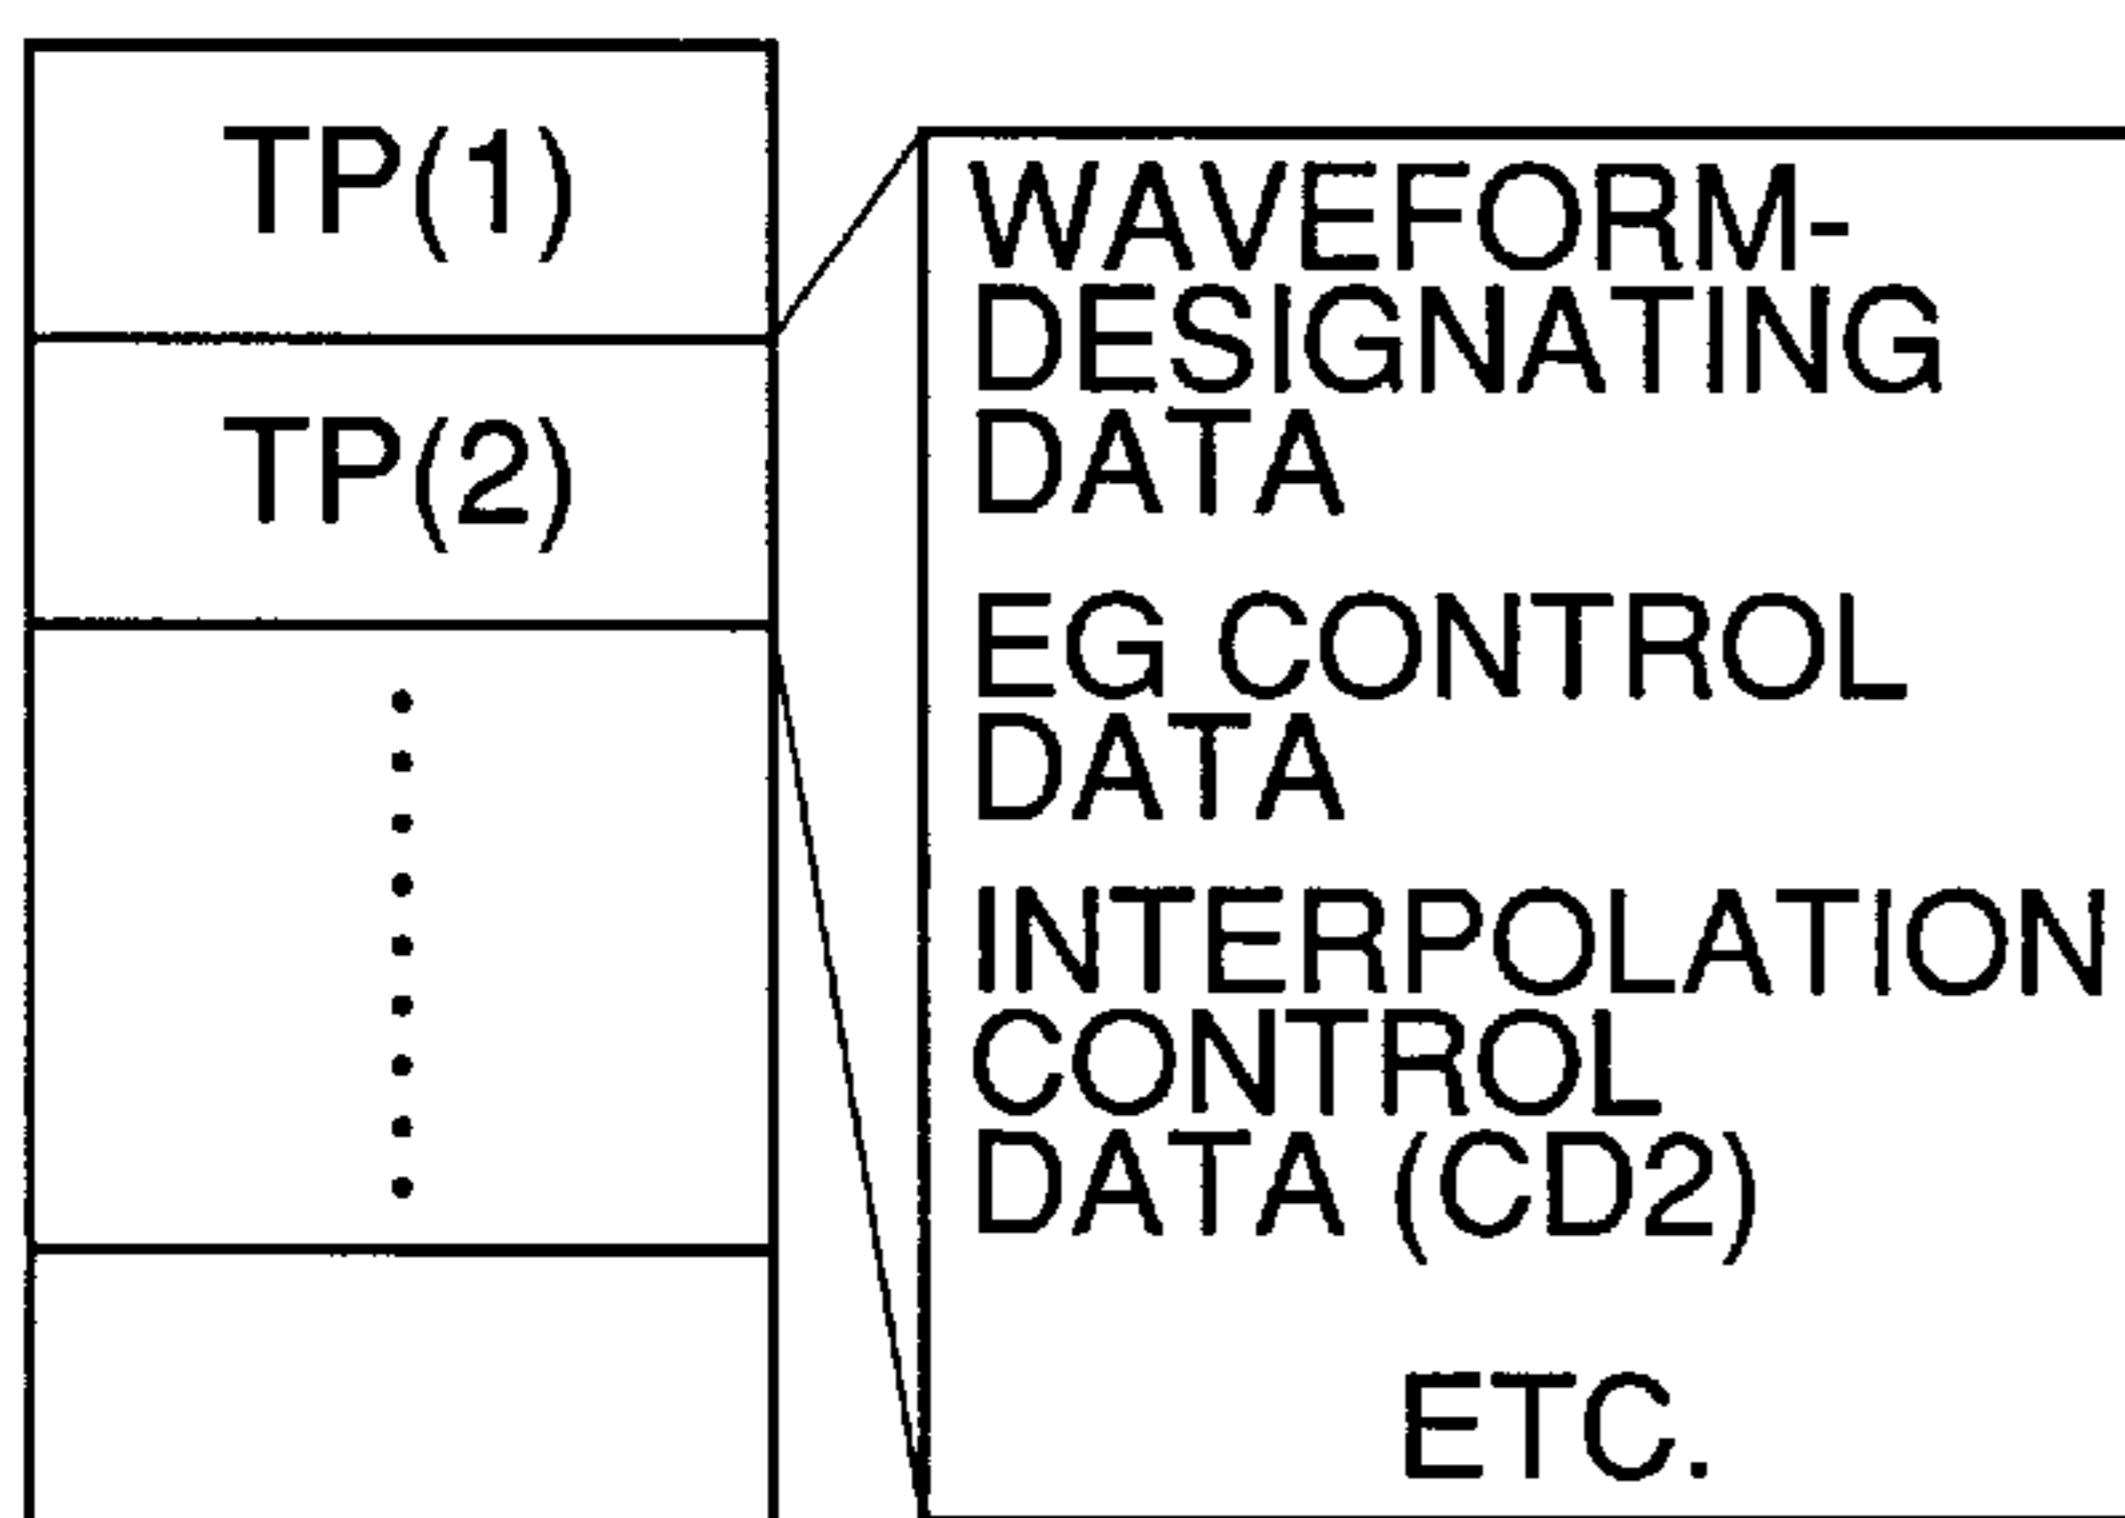 TP(1)
TP(2)
WAVEFORM-
DESIGNATING
DATA
EG CONTROL
DATA
INTERPOLATION
CONTROL
DATA (CD2)
ETC.